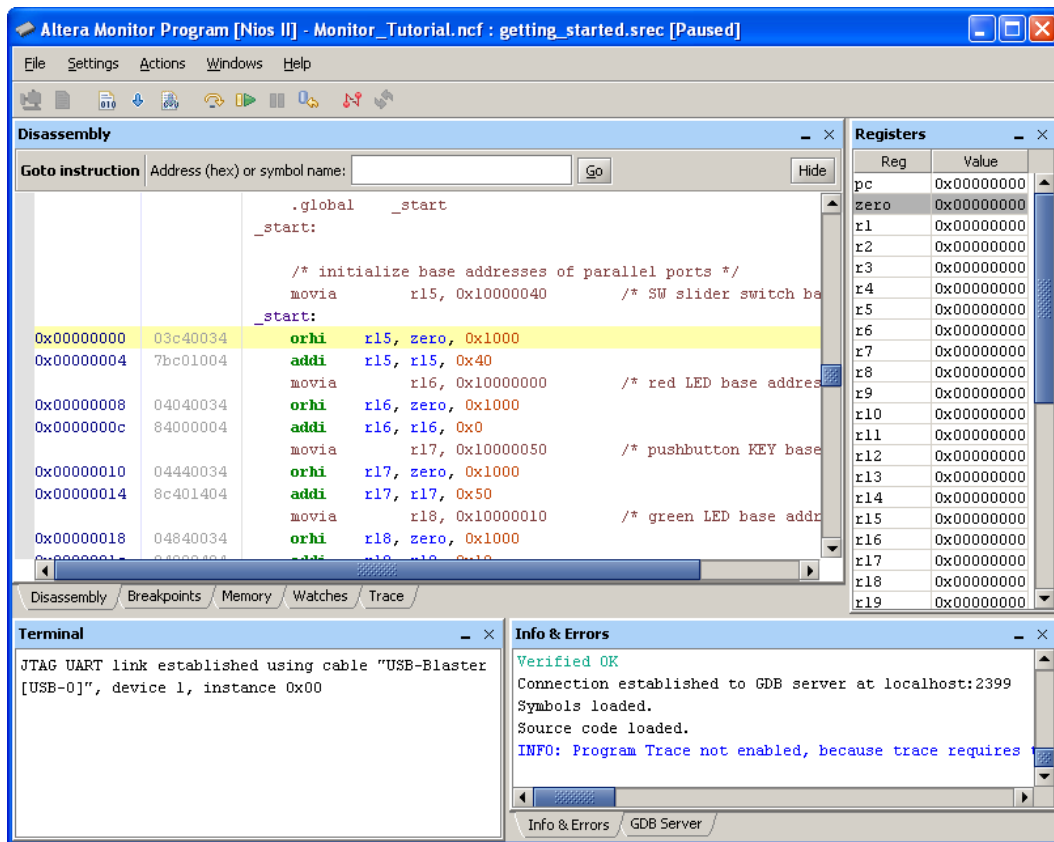 Altera Monitor Program [Nios II] - Monitor_Tutorial.ncf : getting_started.srec [Paused]
File Settings Actions Windows Help
Disassembly
Goto instruction Address (hex) or symbol name: Go Hide
.global _start
_start:
/* initialize base addresses of parallel ports */
movia r15, 0x10000040 /* SW slider switch ba
_start:
0x00000000 03c40034 orhi r15, zero, 0x1000
0x00000004 7bc01004 addi r15, r15, 0x40
movia r16, 0x10000000 /* red LED base addres
0x00000008 04040034 orhi r16, zero, 0x1000
0x0000000c 84000004 addi r16, r16, 0x0
movia r17, 0x10000050 /* pushbutton KEY base
0x00000010 04440034 orhi r17, zero, 0x1000
0x00000014 8c401404 addi r17, r17, 0x50
movia r18, 0x10000010 /* green LED base addr
0x00000018 04840034 orhi r18, zero, 0x1000
Disassembly Breakpoints Memory Watches Trace
Registers
Reg Value
pc 0x00000000
zero 0x00000000
r1 0x00000000
r2 0x00000000
r3 0x00000000
r4 0x00000000
r5 0x00000000
r6 0x00000000
r7 0x00000000
r8 0x00000000
r9 0x00000000
r10 0x00000000
r11 0x00000000
r12 0x00000000
r13 0x00000000
r14 0x00000000
r15 0x00000000
r16 0x00000000
r17 0x00000000
r18 0x00000000
r19 0x00000000
Terminal
JTAG UART link established using cable "USB-Blaster
[USB-0]", device 1, instance 0x00
Info & Errors
Verified OK
Connection established to GDB server at localhost:2399
Symbols loaded.
Source code loaded.
INFO: Program Trace not enabled, because trace requires
Info & Errors GDB Server